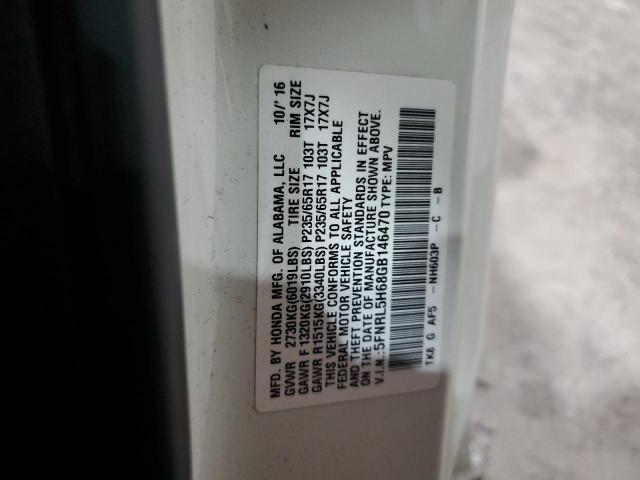 MFD. BY HONDA MFG. OF ALABAMA, LLC 10/'16
GVWR 2730KG(6019LBS) TIRE SIZE RIM SIZE
GAWR F 1320KG(2910LBS) P235/65R17 103T 17X7J
GAWR R1515KG(3340LBS) P235/65R17 103T 17X7J
THIS VEHICLE CONFORMS TO ALL APPLICABLE
FEDERAL MOTOR VEHICLE SAFETY
AND THEFT PREVENTION STANDARDS IN EFFECT
ON THE DATE OF MANUFACTURE SHOWN ABOVE.
V.I.N.:5FNRL5H68GB146470 TYPE: MPV
TK8 G AF5 -NH603P -C -B